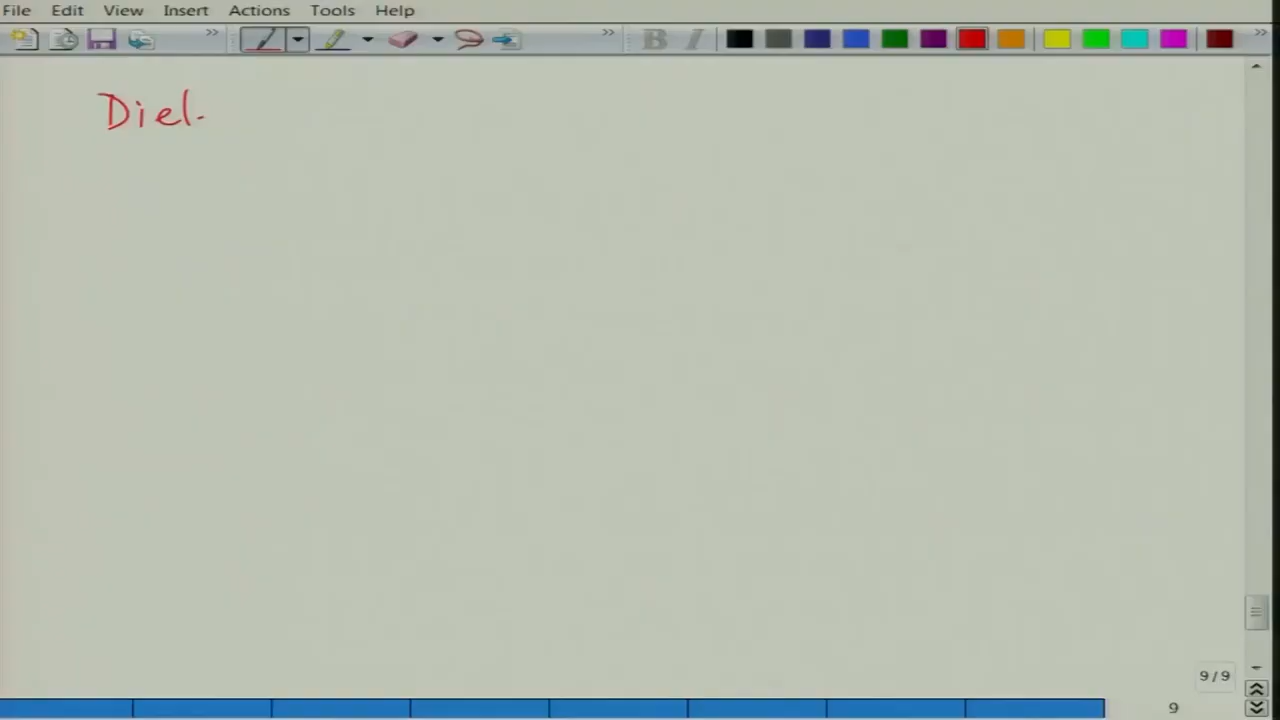 File Edit View Insert Actions Tools Help
» » B I »
Diel.
9 / 9
9